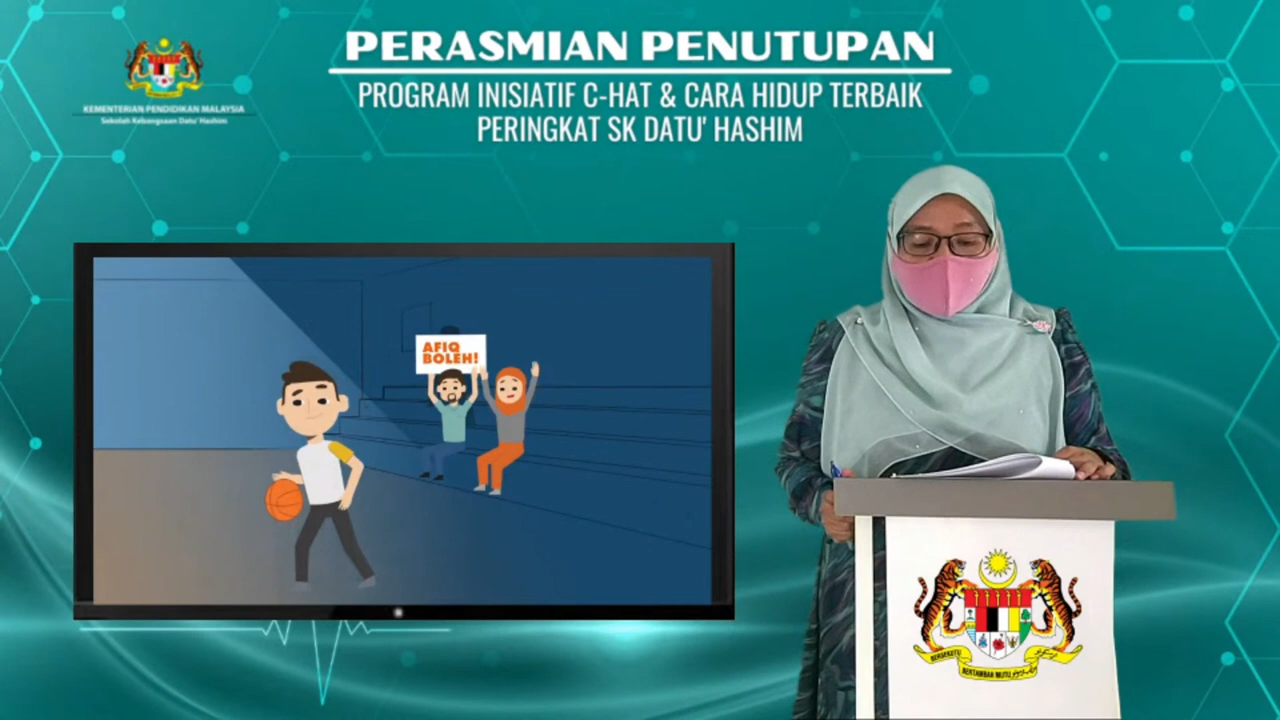 PERASMIAN PENUTUPAN
PROGRAM INISIATIF C-HAT & CARA HIDUP TERBAIK
PERINGKAT SK DATU' HASHIM
KEMENTERIAN PENDIDIKAN MALAYSIA
Sekolah Kebangsaan Datu' Hashim
AFIQ
BOLEH!
BERSEKUTU
BERTAMBAH MUTU